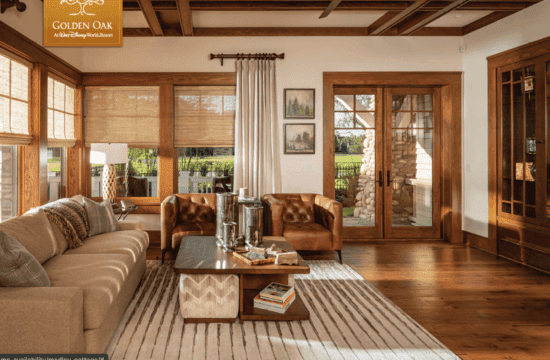 GOLDEN OAK
AT WALT DISNEY WORLD RESORT